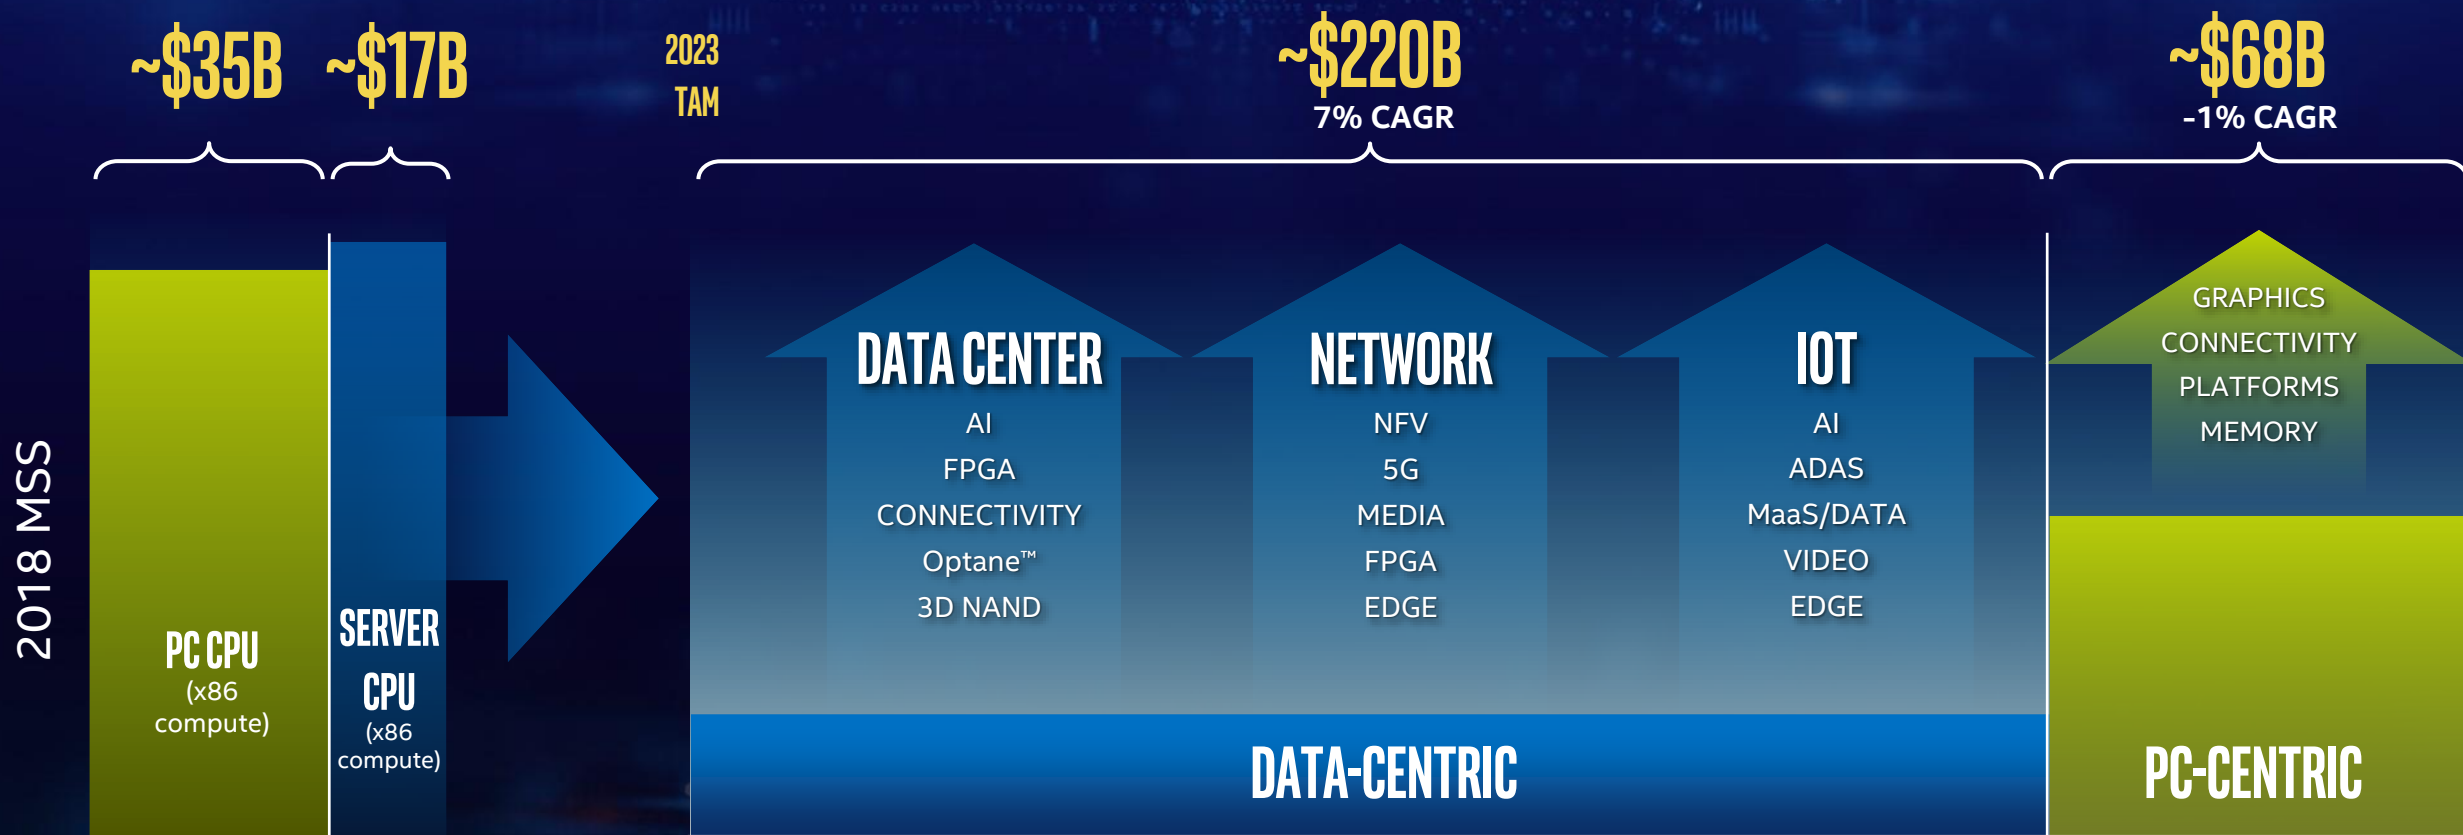 ~$35B ~$17B
2023
TAM
~$220B
7% CAGR
~$68B
-1% CAGR
2018 MSS
PC CPU
(x86
compute)
SERVER
CPU
(x86
compute)
DATA CENTER
AI
FPGA
CONNECTIVITY
Optane™
3D NAND
NETWORK
NFV
5G
MEDIA
FPGA
EDGE
IOT
AI
ADAS
MaaS/DATA
VIDEO
EDGE
GRAPHICS
CONNECTIVITY
PLATFORMS
MEMORY
DATA-CENTRIC
PC-CENTRIC